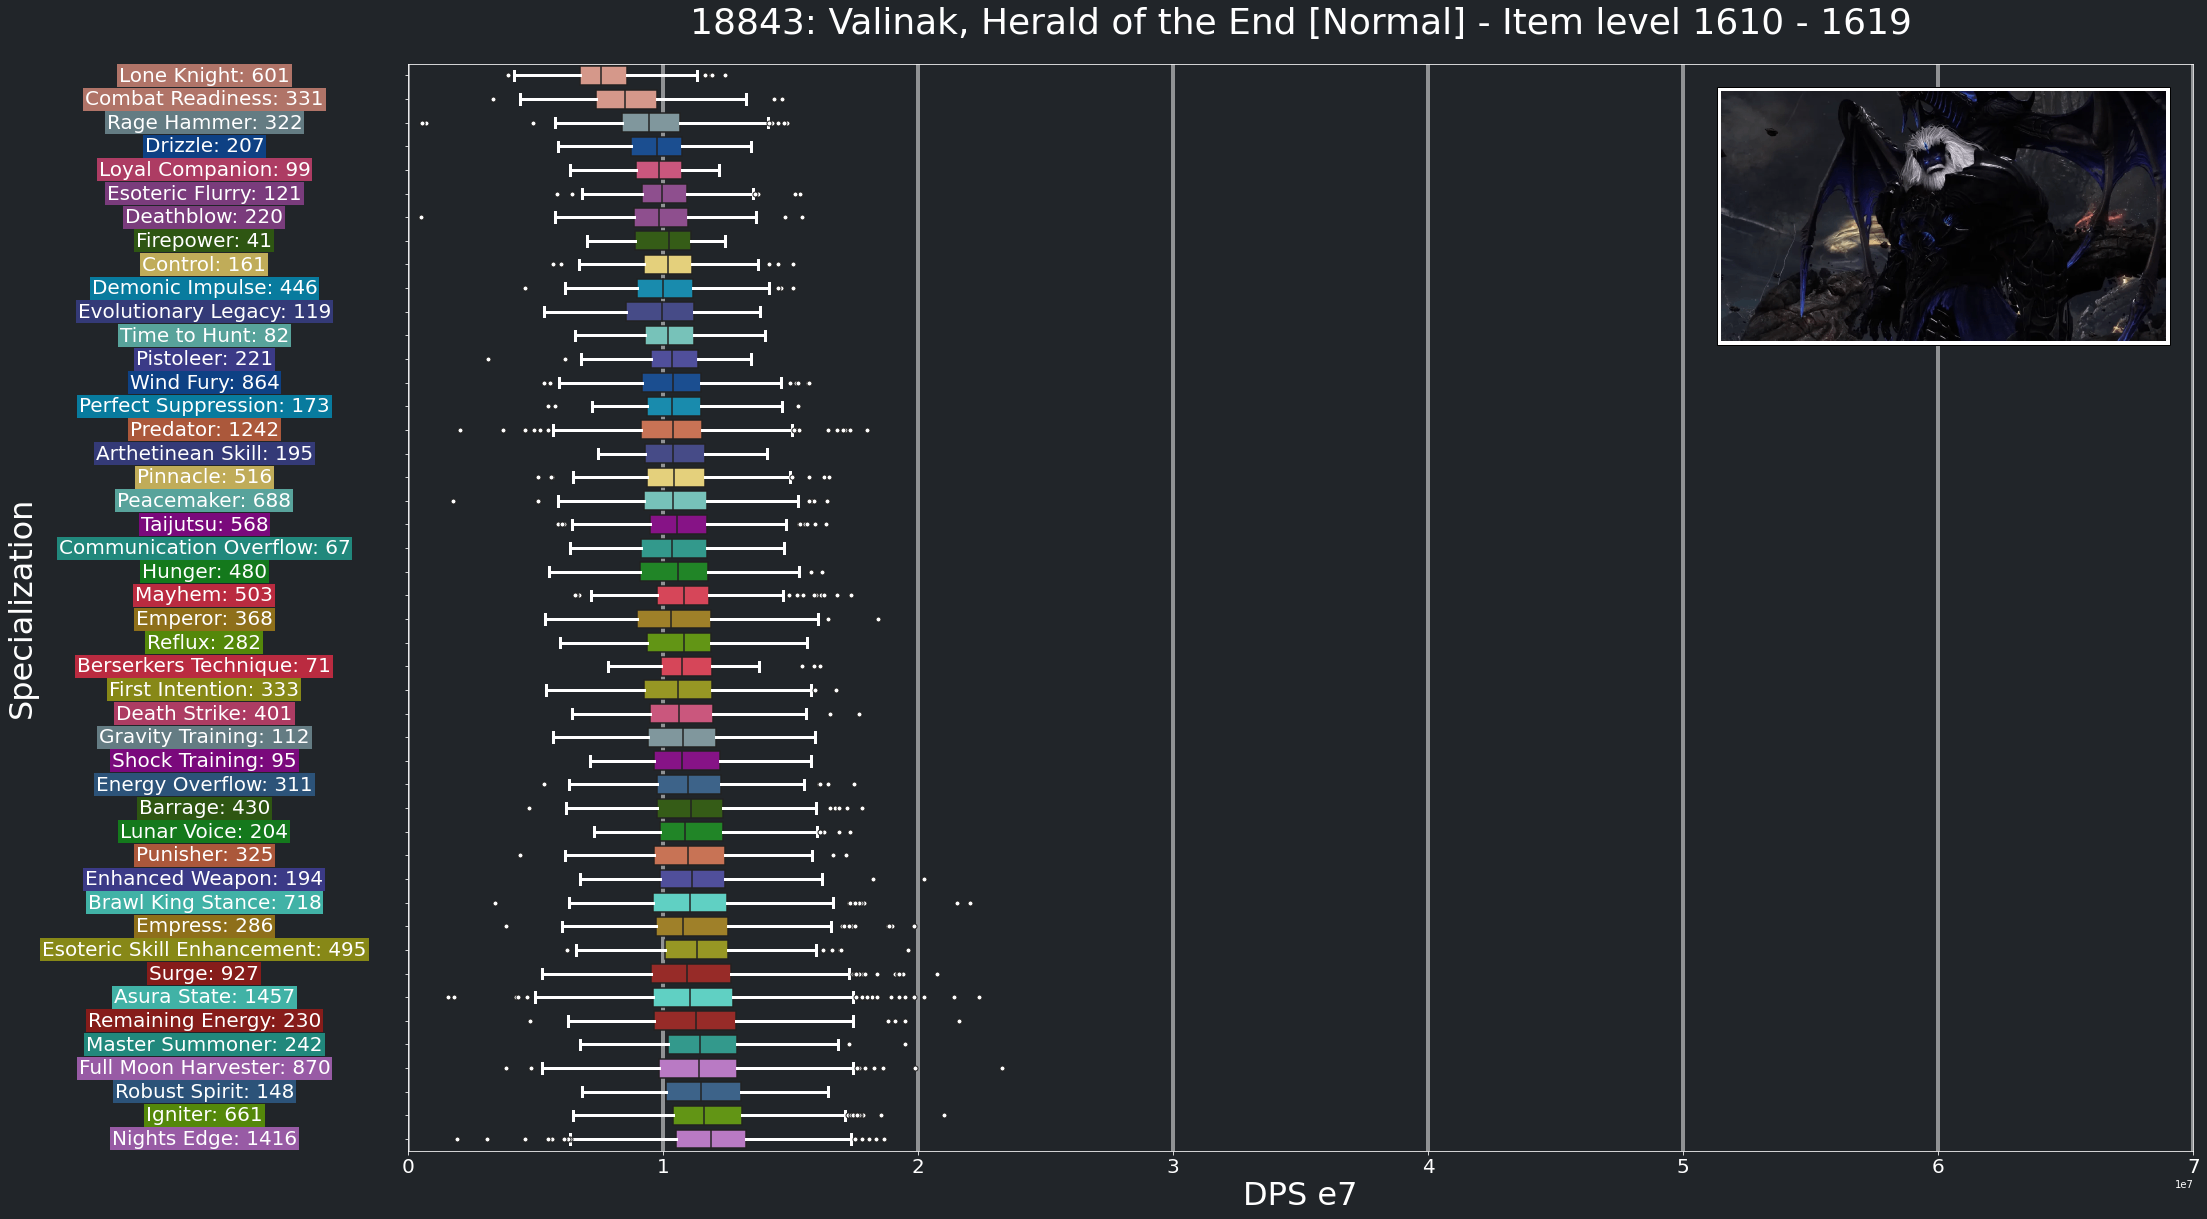 18843: Valinak, Herald of the End [Normal] - Item level 1610 - 1619
Specialization
Lone Knight: 601
Combat Readiness: 331
Rage Hammer: 322
Drizzle: 207
Loyal Companion: 99
Esoteric Flurry: 121
Deathblow: 220
Firepower: 41
Control: 161
Demonic Impulse: 446
Evolutionary Legacy: 119
Time to Hunt: 82
Pistoleer: 221
Wind Fury: 864
Perfect Suppression: 173
Predator: 1242
Arthetinean Skill: 195
Pinnacle: 516
Peacemaker: 688
Taijutsu: 568
Communication Overflow: 67
Hunger: 480
Mayhem: 503
Emperor: 368
Reflux: 282
Berserkers Technique: 71
First Intention: 333
Death Strike: 401
Gravity Training: 112
Shock Training: 95
Energy Overflow: 311
Barrage: 430
Lunar Voice: 204
Punisher: 325
Enhanced Weapon: 194
Brawl King Stance: 718
Empress: 286
Esoteric Skill Enhancement: 495
Surge: 927
Asura State: 1457
Remaining Energy: 230
Master Summoner: 242
Full Moon Harvester: 870
Robust Spirit: 148
Igniter: 661
Nights Edge: 1416
0 1 2 3 4 5 6 7
DPS e7
1e7